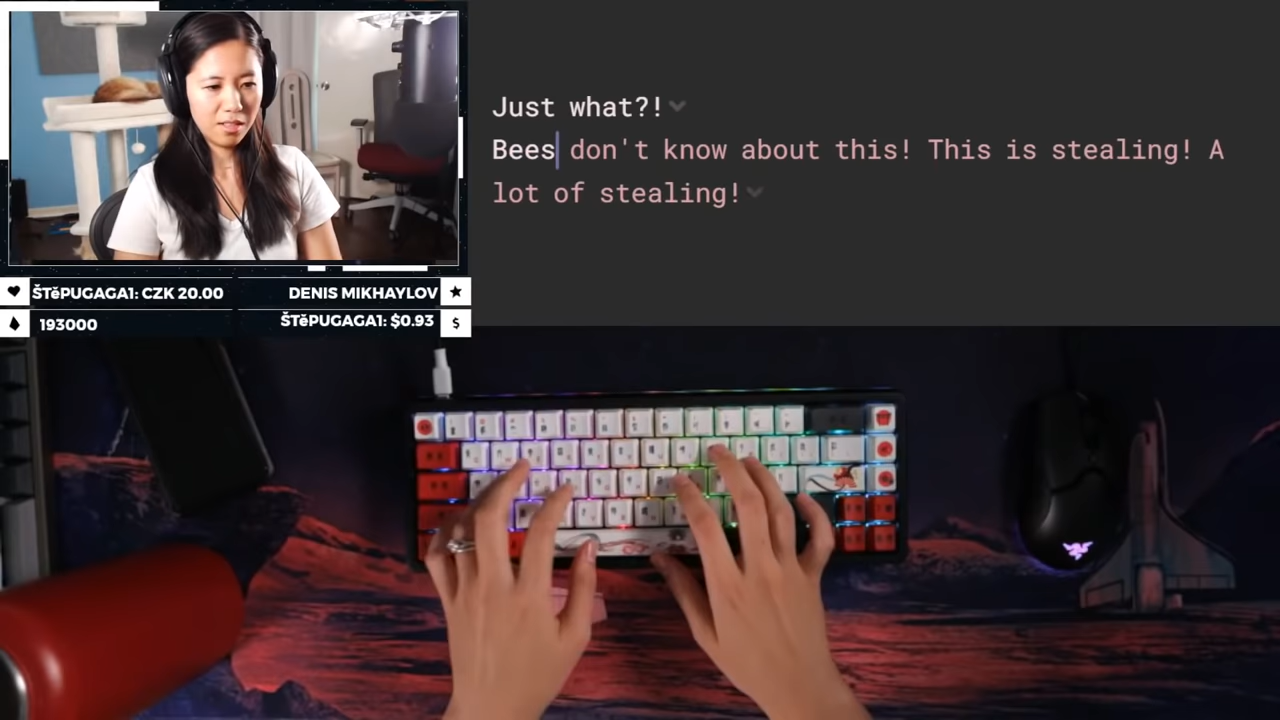 Just what?!
Bees don't know about this! This is stealing! A
lot of stealing!
ŠTěPUGAGA1: CZK 20.00
DENIS MIKHAYLOV
193000
ŠTěPUGAGA1: $0.93
$